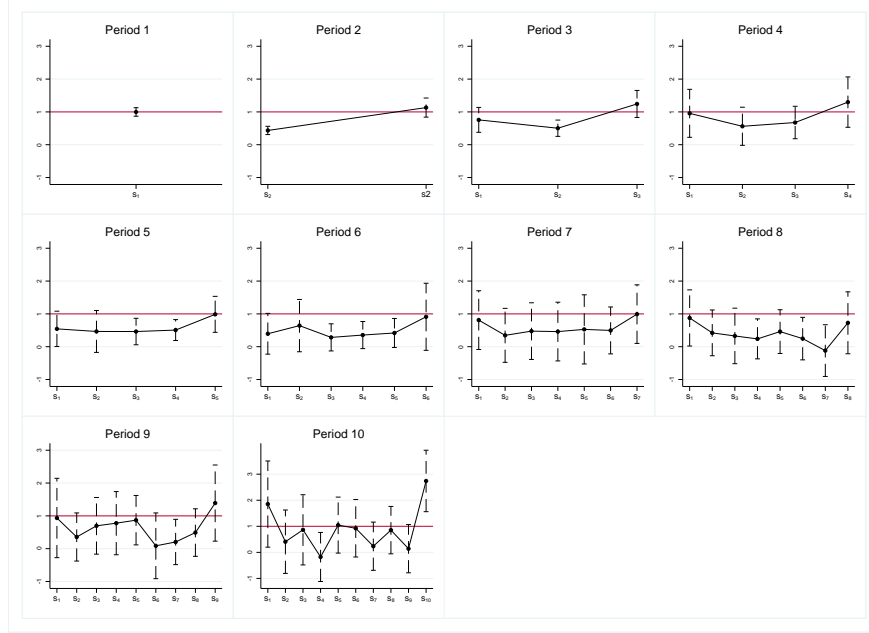 Period 1
3
2
1
0
-1
s₁
Period 2
3
2
1
0
-1
s₂ s2
Period 3
3
2
1
0
-1
s₁ s₂ s₃
Period 4
3
2
1
0
-1
s₁ s₂ s₃ s₄
Period 5
3
2
1
0
-1
s₁ s₂ s₃ s₄ s₅
Period 6
3
2
1
0
-1
s₁ s₂ s₃ s₄ s₅ s₆
Period 7
3
2
1
0
-1
s₁ s₂ s₃ s₄ s₅ s₆ s₇
Period 8
3
2
1
0
-1
s₁ s₂ s₃ s₄ s₅ s₆ s₇ s₈
Period 9
3
2
1
0
-1
s₁ s₂ s₃ s₄ s₅ s₆ s₇ s₈ s₉
Period 10
3
2
1
0
-1
s₁ s₂ s₃ s₄ s₅ s₆ s₇ s₈ s₉ s₁₀